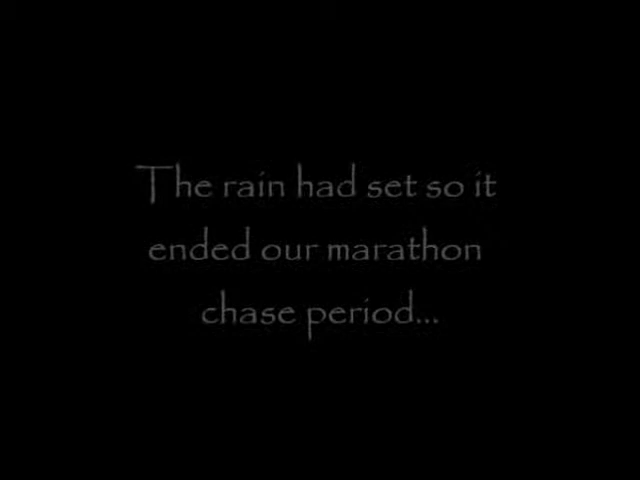 The rain had set so it
ended our marathon
chase period...